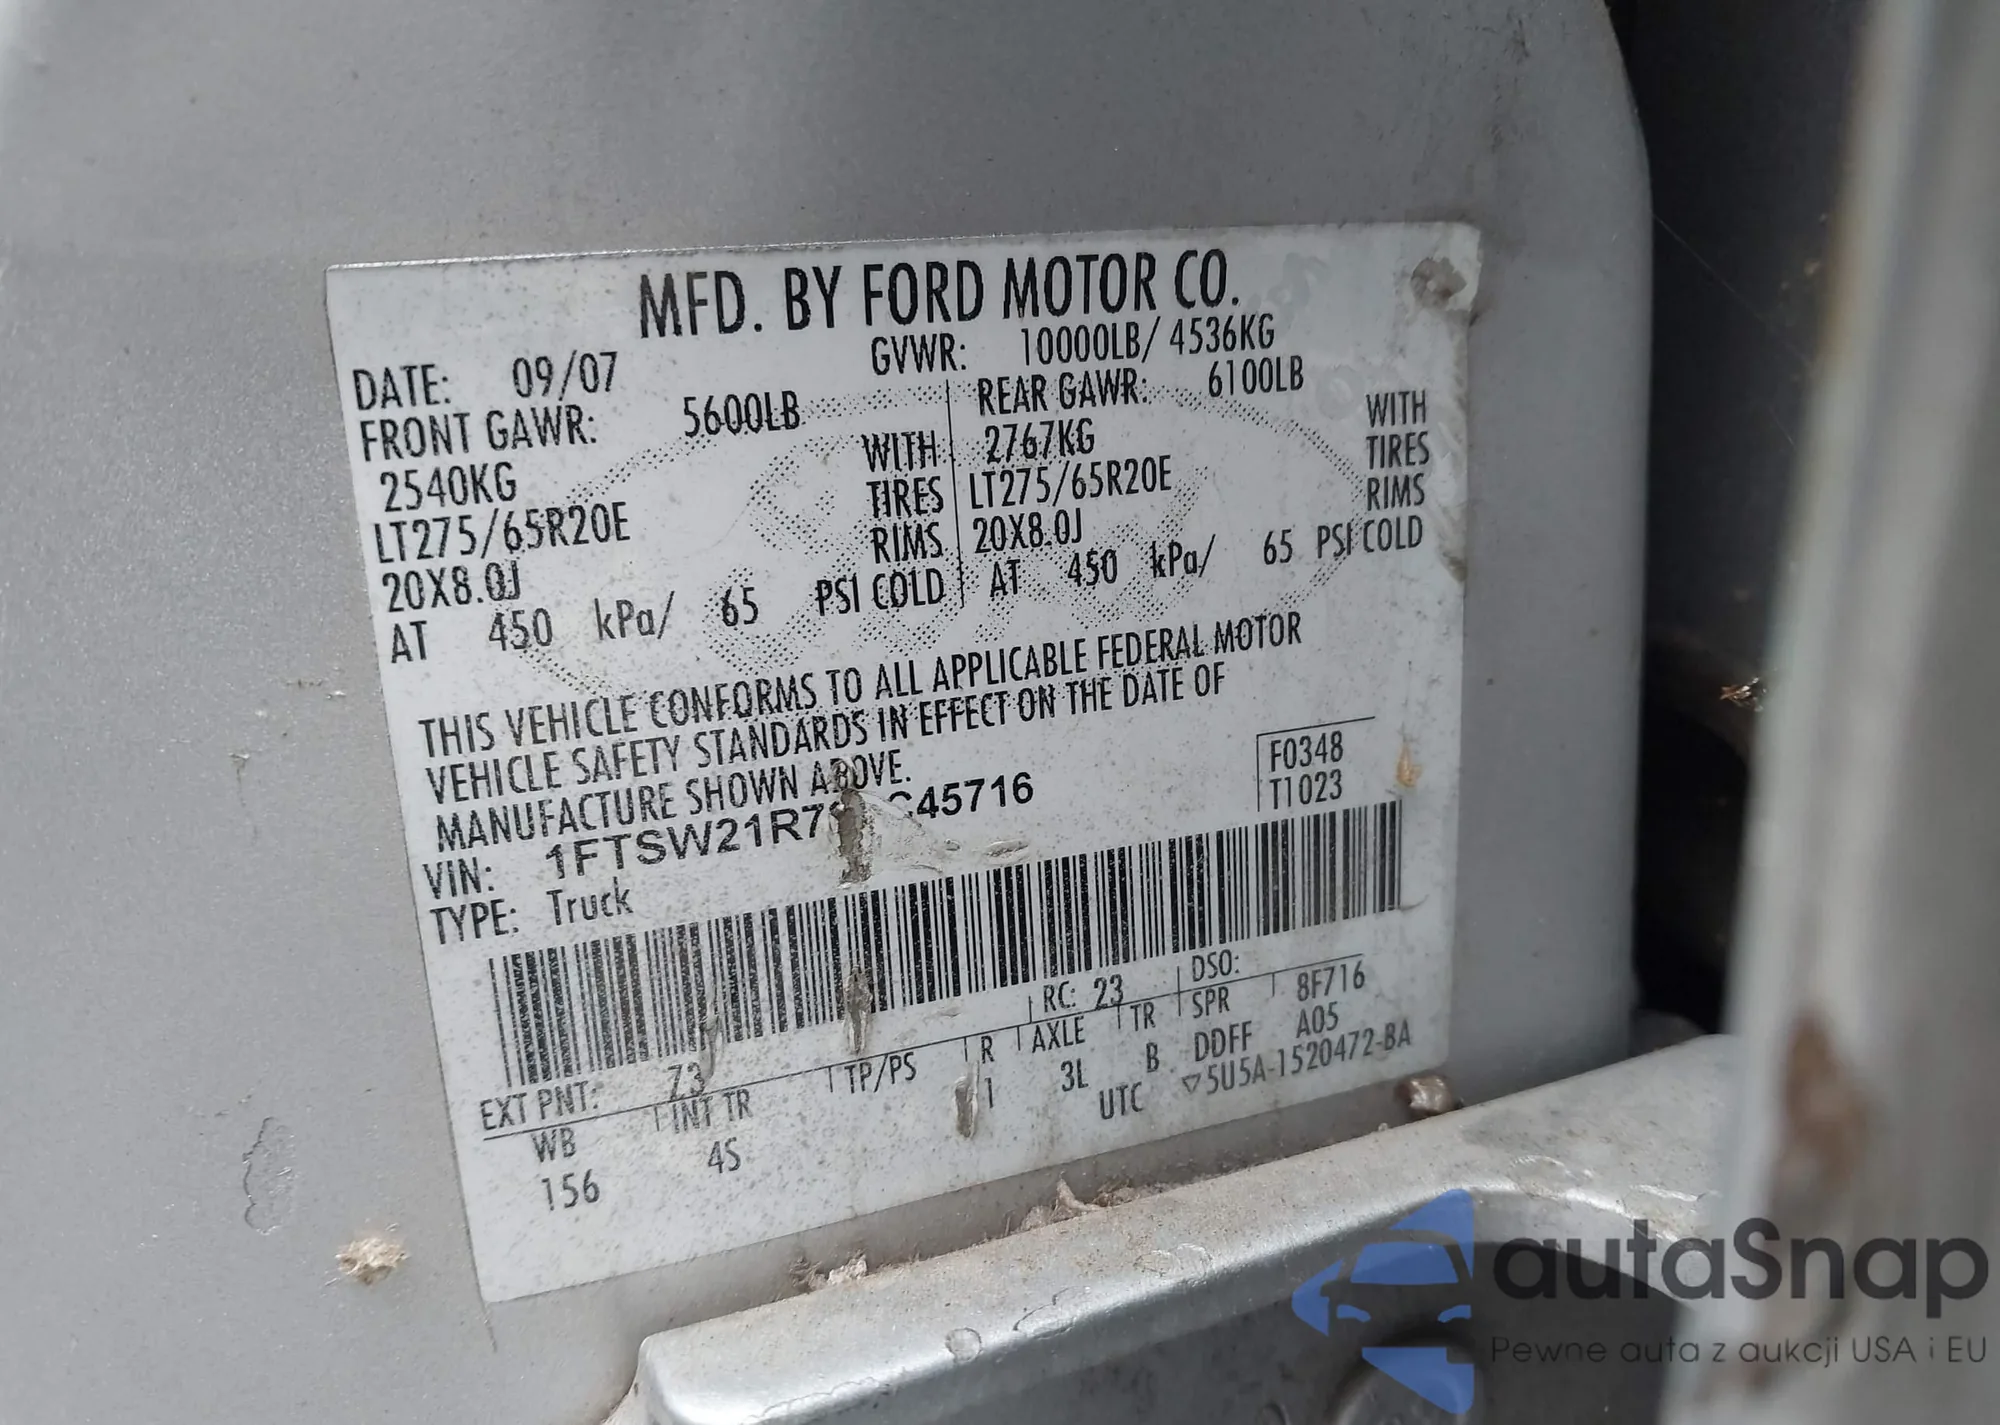 MFD. BY FORD MOTOR CO.
DATE: 09/07 GVWR: 10000LB/ 4536KG
FRONT GAWR: 5600LB REAR GAWR: 6100LB
2540KG WITH 2767KG WITH
LT275/65R20E TIRES LT275/65R20E TIRES
20X8.0J RIMS 20X8.0J RIMS
AT 450 kPa/ 65 PSI COLD AT 450 kPa/ 65 PSI COLD
THIS VEHICLE CONFORMS TO ALL APPLICABLE FEDERAL MOTOR
VEHICLE SAFETY STANDARDS IN EFFECT ON THE DATE OF
MANUFACTURE SHOWN ABOVE.
F0348
T1023
VIN:
TYPE: Truck
EXT PNT: Z3 RC: 23 DSO:
WB INT TR TP/PS R AXLE TR SPR 8F716
156 4S 1 3L B DDFF A05
UTC ▽5U5A-1520472-BA
autaSnap
Pewne auta z aukcji USA i EU